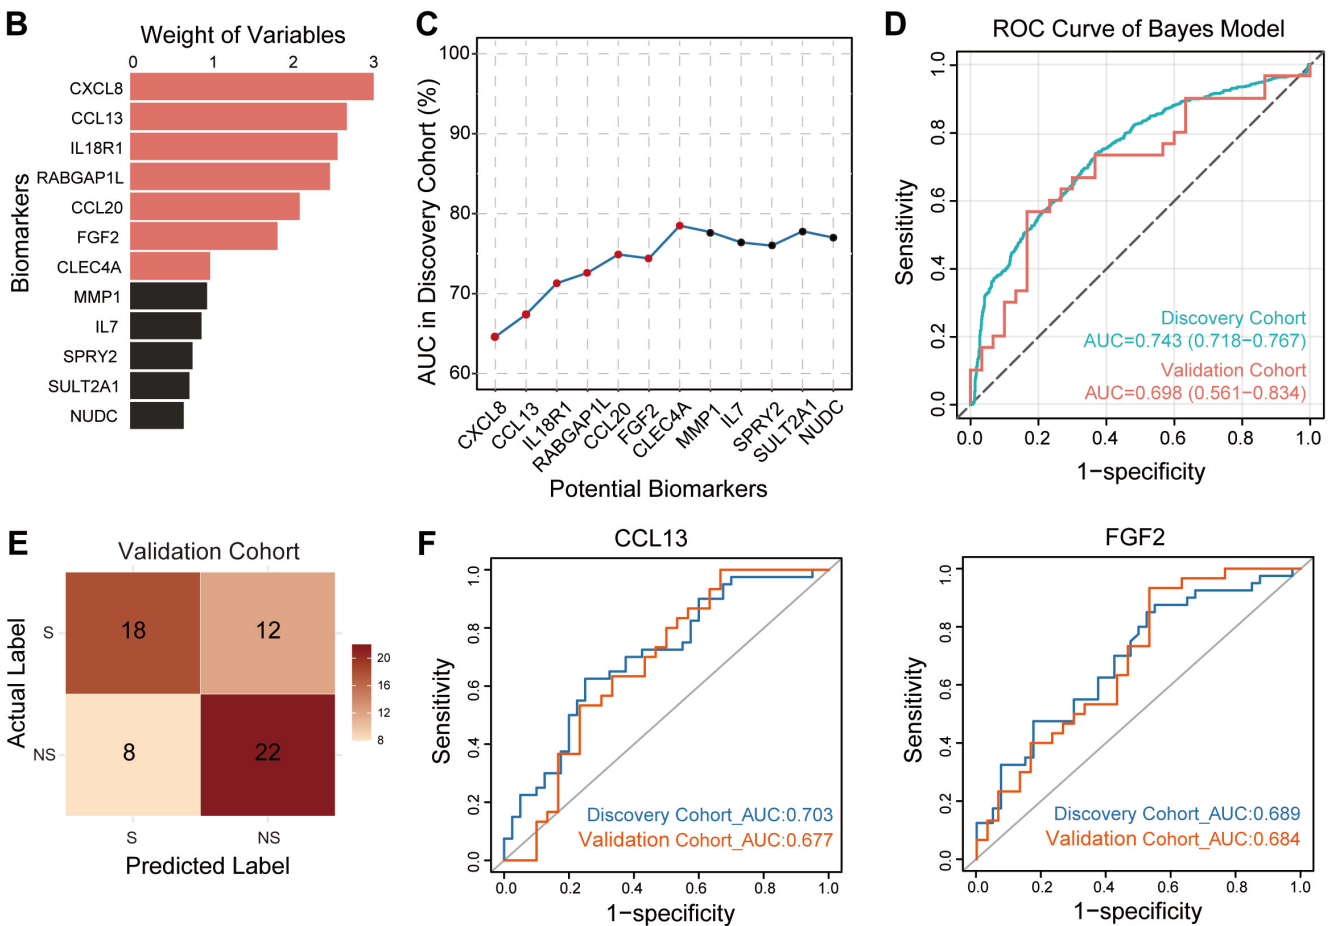 B
Weight of Variables
0 1 2 3
Biomarkers
CXCL8
CCL13
IL18R1
RABGAP1L
CCL20
FGF2
CLEC4A
MMP1
IL7
SPRY2
SULT2A1
NUDC
C
AUC in Discovery Cohort (%)
100
90
80
70
60
CXCL8
CCL13
IL18R1
RABGAP1L
CCL20
FGF2
CLEC4A
MMP1
IL7
SPRY2
SULT2A1
NUDC
Potential Biomarkers
D
ROC Curve of Bayes Model
Sensitivity
1.0
0.8
0.6
0.4
0.2
0.0
Discovery Cohort
AUC=0.743 (0.718−0.767)
Validation Cohort
AUC=0.698 (0.561−0.834)
0.0 0.2 0.4 0.6 0.8 1.0
1−specificity
E
Validation Cohort
Actual Label
S
18 12
NS
8 22
S NS
Predicted Label
20
16
12
8
F
CCL13
Sensitivity
1.0
0.8
0.6
0.4
0.2
0.0
Discovery Cohort_AUC:0.703
Validation Cohort_AUC:0.677
0.0 0.2 0.4 0.6 0.8 1.0
1−specificity
FGF2
Sensitivity
1.0
0.8
0.6
0.4
0.2
0.0
Discovery Cohort_AUC:0.689
Validation Cohort_AUC:0.684
0.0 0.2 0.4 0.6 0.8 1.0
1−specificity